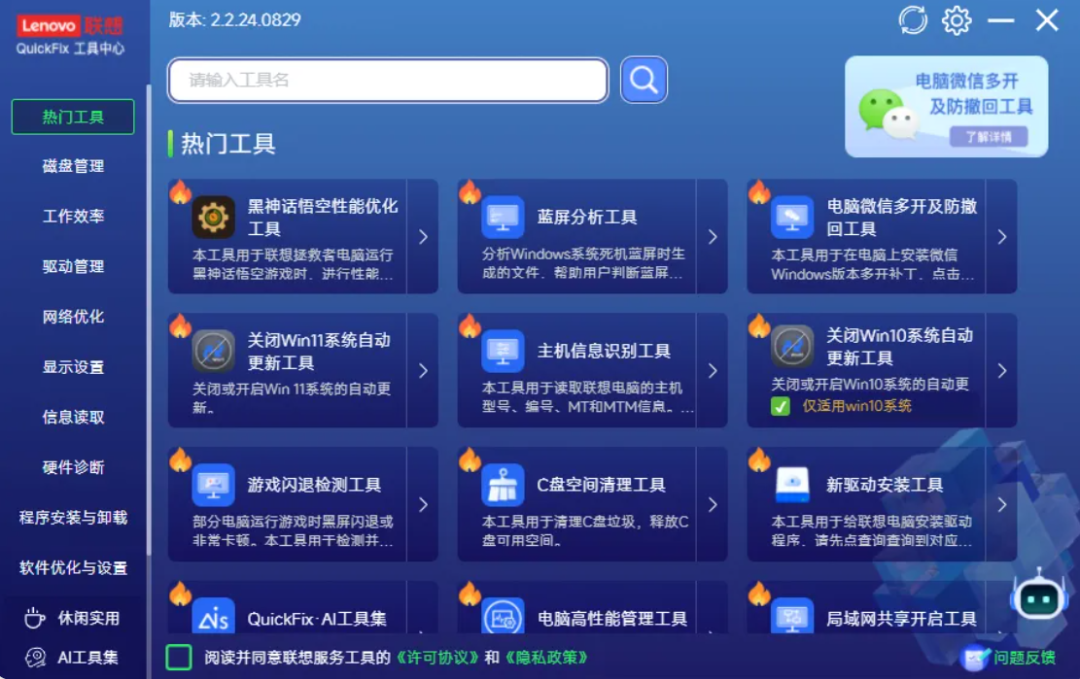 Lenovo 联想
QuickFix 工具中心
版本: 2.2.24.0829
请输入工具名
电脑微信多开
及防撤回工具
了解详情
热门工具
磁盘管理
工作效率
驱动管理
网络优化
显示设置
信息读取
硬件诊断
程序安装与卸载
软件优化与设置
休闲实用
AI工具集
热门工具
黑神话悟空性能优化
工具
本工具用于联想拯救者电脑运行
黑神话悟空游戏时，进行性能...
蓝屏分析工具
分析Windows系统死机蓝屏时生
成的文件，帮助用户判断蓝屏...
电脑微信多开及防撤
回工具
本工具用于在电脑上安装微信
Windows版本多开补丁，点击...
关闭Win11系统自动
更新工具
关闭或开启Win 11系统的自动更
新。
主机信息识别工具
本工具用于读取联想电脑的主机
型号、编号、MT和MTM信息。...
关闭Win10系统自动
更新工具
关闭或开启Win10系统的自动更
仅适用win10系统
游戏闪退检测工具
部分电脑运行游戏时黑屏闪退或
非常卡顿。本工具用于检测并...
C盘空间清理工具
本工具用于清理C盘垃圾，释放C
盘可用空间。
新驱动安装工具
本工具用于给联想电脑安装驱动
程序，请先点查询查询到对应...
QuickFix·AI工具集
电脑高性能管理工具
局域网共享开启工具
阅读并同意联想服务工具的《许可协议》和《隐私政策》
问题反馈